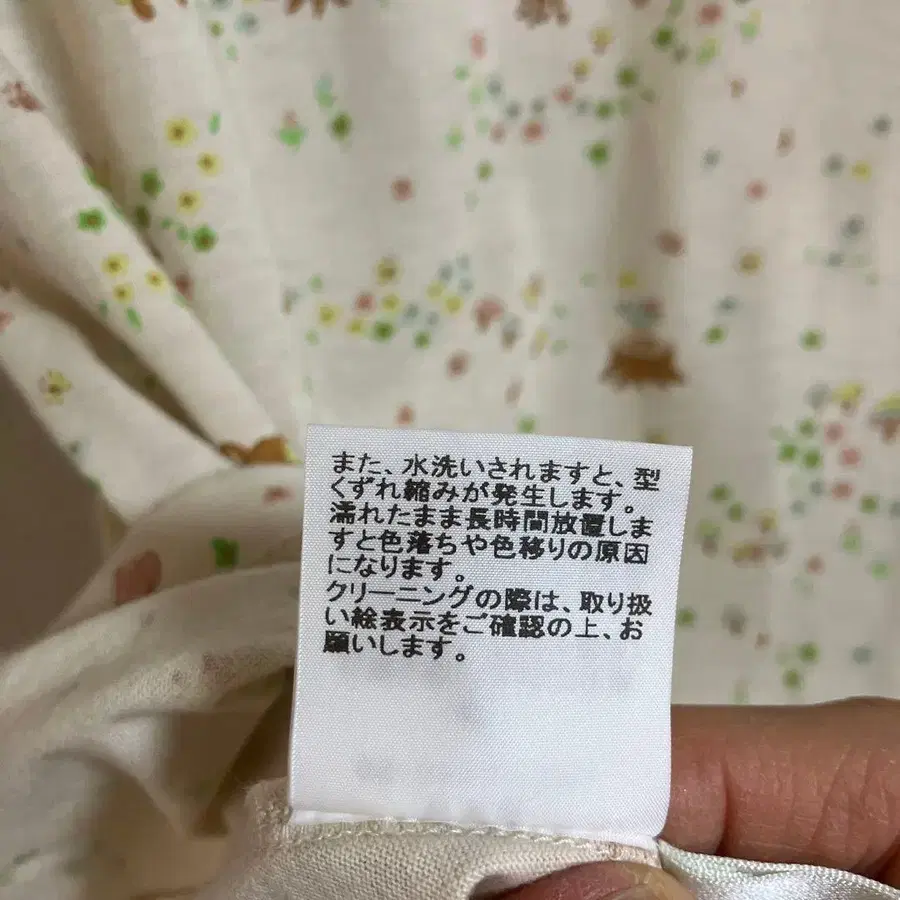 また、水洗いされますと、型
くずれ縮みが発生します。
濡れたまま長時間放置しま
すと色落ちや色移りの原因
になります。
クリーニングの際は、取り扱
い絵表示をご確認の上、お
願いします。